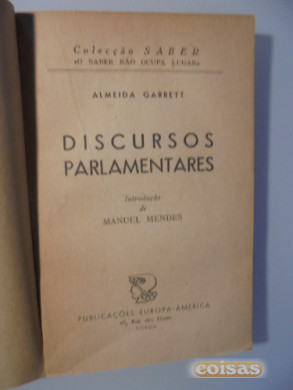 Colecção SABER
«O SABER NÃO OCUPA LUGAR»
ALMEIDA GARRETT
DISCURSOS
PARLAMENTARES
Introdução
de
MANUEL MENDES
PUBLICAÇÕES EUROPA-AMÉRICA
LISBOA
coisas